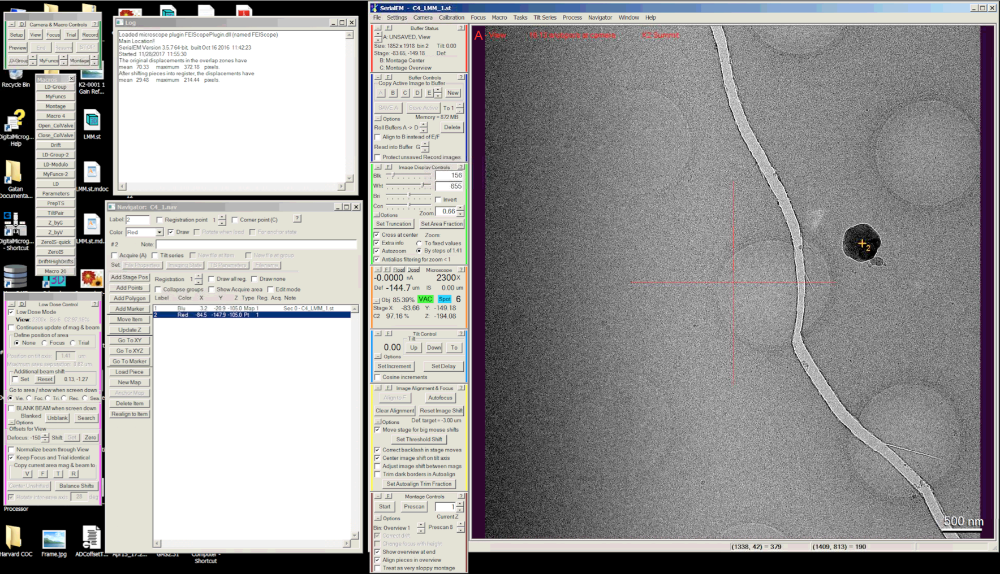 Camera & Macro Controls
Setup View Focus Trial Record
Preview End Resume STOP
MyFuncs Montage
Macros
LD-Group
MyFuncs
Montage
Macro 4
Open_ColValve
Close_ColValve
Drift
LD-Group-2
LD-Modulo
MyFuncs-2
LD
Parameters
PrepTS
TiltPair
Z_byG
Z_byV
ZeroIS-quick
ZeroIS
Drift4HighDrifts
Macro 20
Recycle Bin
K2-0001 1
Gain Ref...
DigitalMicrog...
Help
LMM.st
Gatan
Documenta...
LMM.st.mdoc
DigitalMicrog...
- Shortcut
LMM.st.md...
Low Dose Control
Low Dose Mode
View: 2300x Sp 6 C2 97.16%
Continuous update of mag & beam
Define position of area
None Focus Trial
Position on tilt axis: 1.41 um
Maximum area separation: 0.82 um
Additional beam shift
Set Reset 0.13, -1.27
Go to area / show when screen down
Vie. Foc. Tri. Rec. Sea.
BLANK BEAM when screen down
Blanked Unblank Search
Options
Offsets for View
Defocus: -150 Shift: Set Zero
Normalize beam through View
Keep Focus and Trial identical
Copy current area mag & beam to
V F T R
Center Unshifted Balance Shifts
Rotate inter-area axis 28 deg
Processor
Harvard COC Frame.jpg ADCoffsetT... Apr15_17.2... GMS2.31 Computer -
Shortcut
Log
Loaded microscope plugin FEIScopePlugin.dll (named FEIScope)
Main Location!!
SerialEM Version 3.5.7 64-bit, built Oct 16 2016 11:42:23
Started 11/28/2017 11:55:30
The original displacements in the overlap zones have
mean 70.33 maximum 372.18 pixels.
After shifting pieces into register, the displacements have
mean 29.48 maximum 214.44 pixels.
12
Navigator: C4_1.nav
Label: 2 Registration point 1 Corner point (C) ?
Color Red Draw Rotate when load For anchor state
#2 Note:
Acquire (A) Tilt series New file at item New file at group
Set: File Properties Imaging State TS Parameters Filename
Add Stage Pos Registration 1 Draw all reg. Draw none
Add Points Collapse groups Show Acquire area Edit mode
Add Polygon Label Color X Y Z Type Reg. Acq. Note
Add Marker 1 Blu 3.2 -20.9 -105.0 Map 1 Sec 0 - C4_LMM_1.st
2 Red -84.5 -147.9 -105.0 Pt 1
Move Item
Update Z
Go To XY
Go To XYZ
Go To Marker
Load Piece
New Map
Anchor Map
Delete Item
Realign to Item
SerialEM - C4_LMM_1.st
File Settings Camera Calibration Focus Macro Tasks Tilt Series Process Navigator Window Help
Buffer Status
A: UNSAVED, View
Size: 1852 x 1918 bin 2 Tilt: 0.00
Stage: -83.65, -149.18 Def:
B: Montage Center
C: Montage Overview
Buffer Controls
Copy Active Image to Buffer
A B C D E New
SAVE A Save Active To 1
Options Memory = 872 MB
Roll Buffers A -> D Delete
Align to B instead of E/F
Read into Buffer G
Protect unsaved Record images
Image Display Controls
Blk 156
Wht 655
Bri Invert
Con
Options Zoom 0.66
Set Truncation Set Area Fraction
Cross at center Zoom:
Extra info To fixed values
Autozoom By steps of 1.41
Antialias filtering for zoom < 1
Float Dose Microscope
-0.0000 nA 2300X
Def -144.7 um IS 0.00 um
Obj 85.39% VAC Spot 6
Stage X: -83.66 Y: -149.18
C2 97.16 % Z: -194.08
Tilt Control
Tilt
0.00 Up Down To
Options
Set Increment Set Delay
Cosine increments
Image Alignment & Focus
Align to F Autofocus
Clear Alignment Reset Image Shift
Options Def. target = -3.00 um
Move stage for big mouse shifts
Set Threshold Shift
Correct backlash in stage moves
Center image shift on tilt axis
Adjust image shift between mags
Trim dark borders in Autoalign
Set Autoalign Trim Fraction
Montage Controls
Start Prescan 1
Options Current Z
Bin: Overview 1 Prescan 8
Correct drift
Change focus with height
Show overview at end
Align pieces in overview
Treat as very sloppy montage
A - View K2 Summit
2
500 nm
(1338, 42) = 379 (1409, 813) = 190